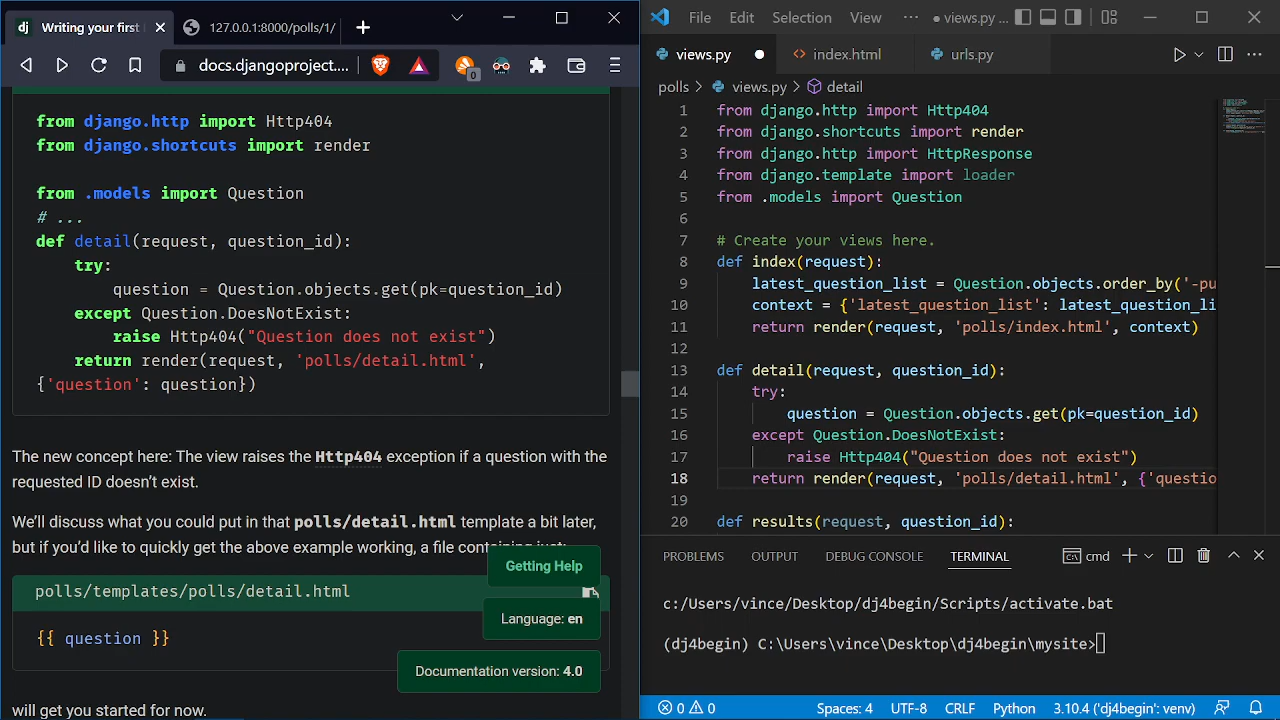 dj Writing your first
127.0.0.1:8000/polls/1/
docs.djangoproject....
0
from django.http import Http404
from django.shortcuts import render
from .models import Question
# ...
def detail(request, question_id):
try:
question = Question.objects.get(pk=question_id)
except Question.DoesNotExist:
raise Http404("Question does not exist")
return render(request, 'polls/detail.html',
{'question': question})
The new concept here: The view raises the Http404 exception if a question with the
requested ID doesn't exist.
We'll discuss what you could put in that polls/detail.html template a bit later,
but if you'd like to quickly get the above example working, a file containing just:
Getting Help
polls/templates/polls/detail.html
Language: en
{{ question }}
Documentation version: 4.0
will get you started for now.
File Edit Selection View ··· ● views.py ...
views.py
<> index.html
urls.py
polls > views.py > detail
1 from django.http import Http404
2 from django.shortcuts import render
3 from django.http import HttpResponse
4 from django.template import loader
5 from .models import Question
6
7 # Create your views here.
8 def index(request):
9 latest_question_list = Question.objects.order_by('-pu
10 context = {'latest_question_list': latest_question_li
11 return render(request, 'polls/index.html', context)
12
13 def detail(request, question_id):
14 try:
15 question = Question.objects.get(pk=question_id)
16 except Question.DoesNotExist:
17 raise Http404("Question does not exist")
18 return render(request, 'polls/detail.html', {'questio
19
20 def results(request, question_id):
PROBLEMS OUTPUT DEBUG CONSOLE TERMINAL cmd
c:/Users/vince/Desktop/dj4begin/Scripts/activate.bat
(dj4begin) C:\Users\vince\Desktop\dj4begin\mysite>
0 0 Spaces: 4 UTF-8 CRLF Python 3.10.4 ('dj4begin': venv)